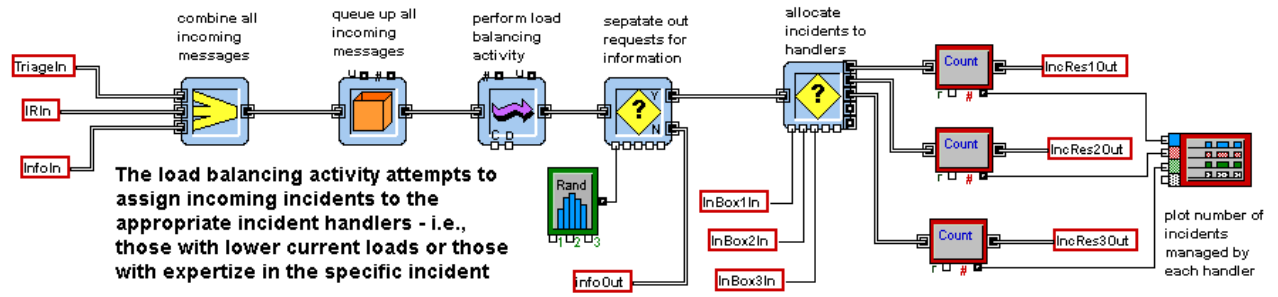 combine all
incoming
messages
queue up all
incoming
messages
perform load
balancing
activity
sepatate out
requests for
information
allocate
incidents to
handlers
TriageIn
IRIn
InfoIn
U #
# U
C D
?
Y
N
?
Count
r #
IncRes1Out
Count
r #
IncRes2Out
Count
r #
IncRes3Out
Rand
1 2 3
InBox1In
InBox2In
InBox3In
infoOut
The load balancing activity attempts to
assign incoming incidents to the
appropriate incident handlers - i.e.,
those with lower current loads or those
with expertize in the specific incident
plot number of
incidents
managed by
each handler